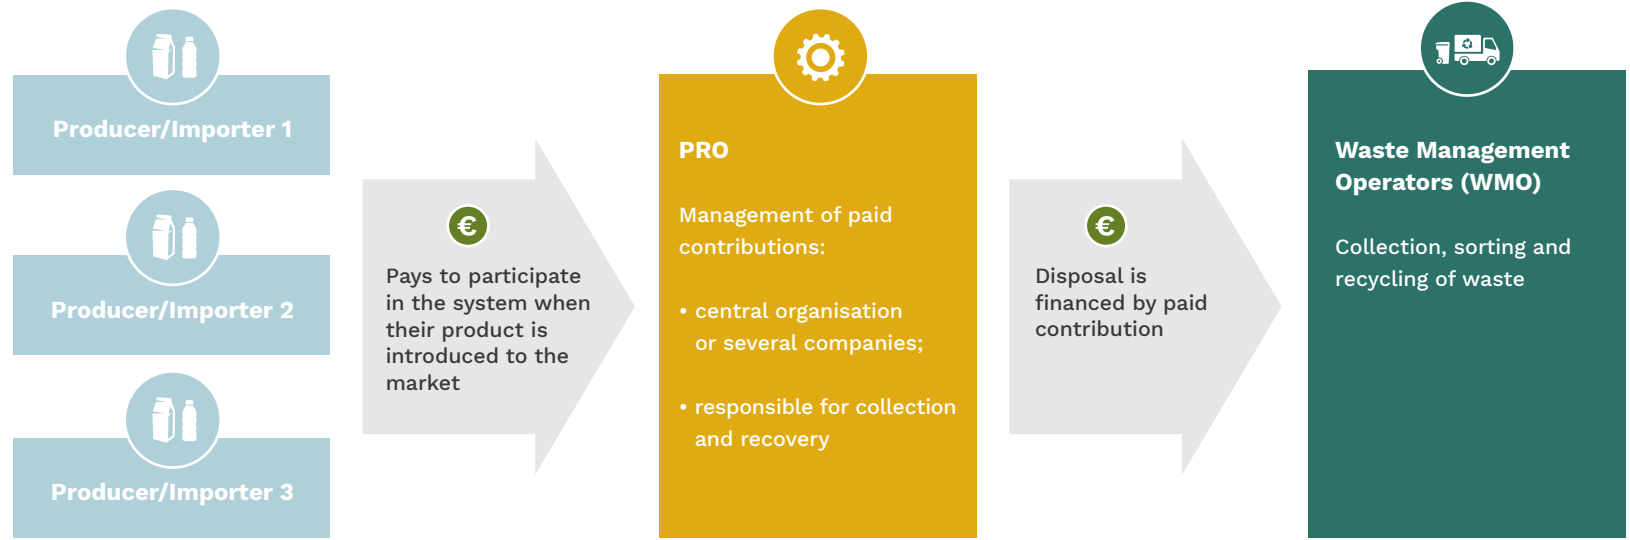 Producer/Importer 1
Producer/Importer 2
Producer/Importer 3
€
Pays to participate
in the system when
their product is
introduced to the
market
PRO
Management of paid
contributions:
• central organisation
or several companies;
• responsible for collection
and recovery
€
Disposal is
financed by paid
contribution
Waste Management
Operators (WMO)
Collection, sorting and
recycling of waste